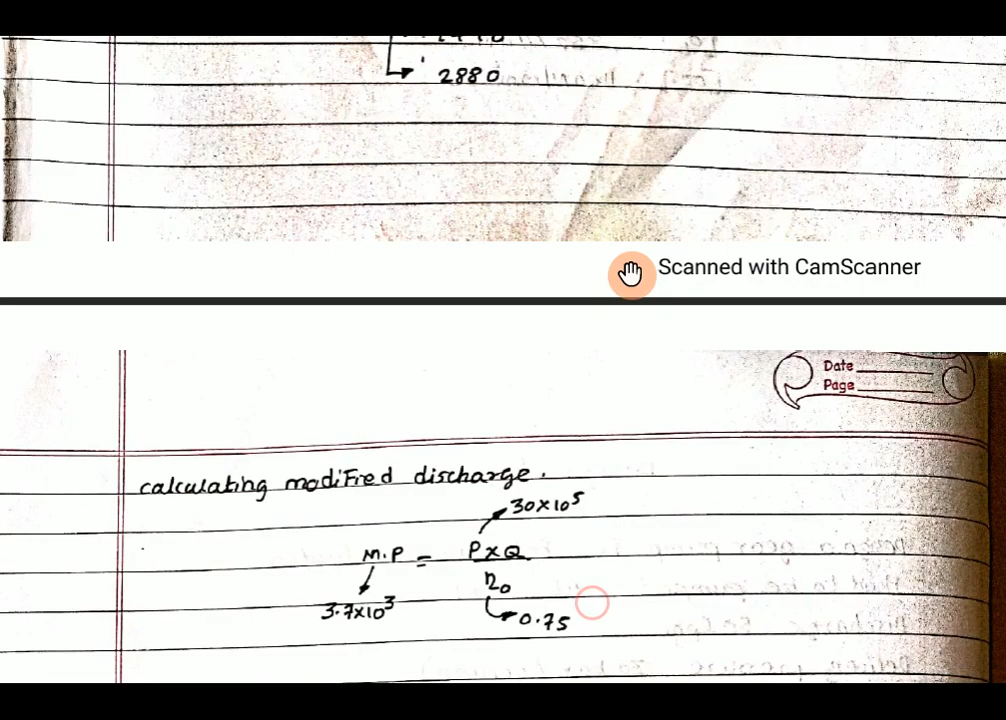 2880
Scanned with CamScanner
Date
Page
calculating modified discharge.
30×10⁵
M.P = P×Q
η₀
3.7×10³
0.75